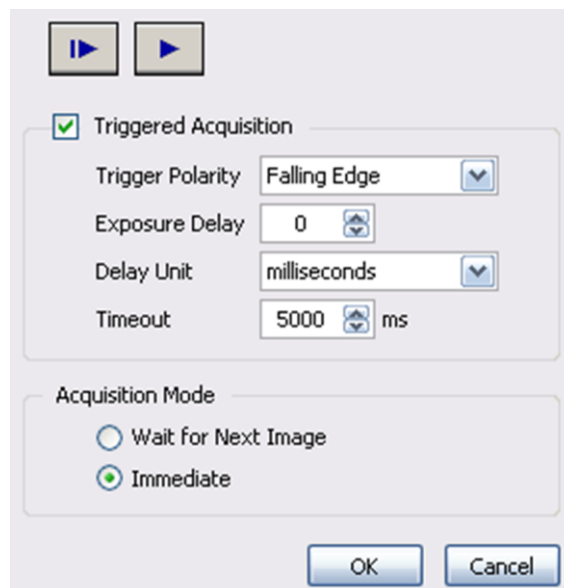 Triggered Acquisition
Trigger Polarity Falling Edge
Exposure Delay 0
Delay Unit milliseconds
Timeout 5000 ms
Acquisition Mode
Wait for Next Image
Immediate
OK Cancel